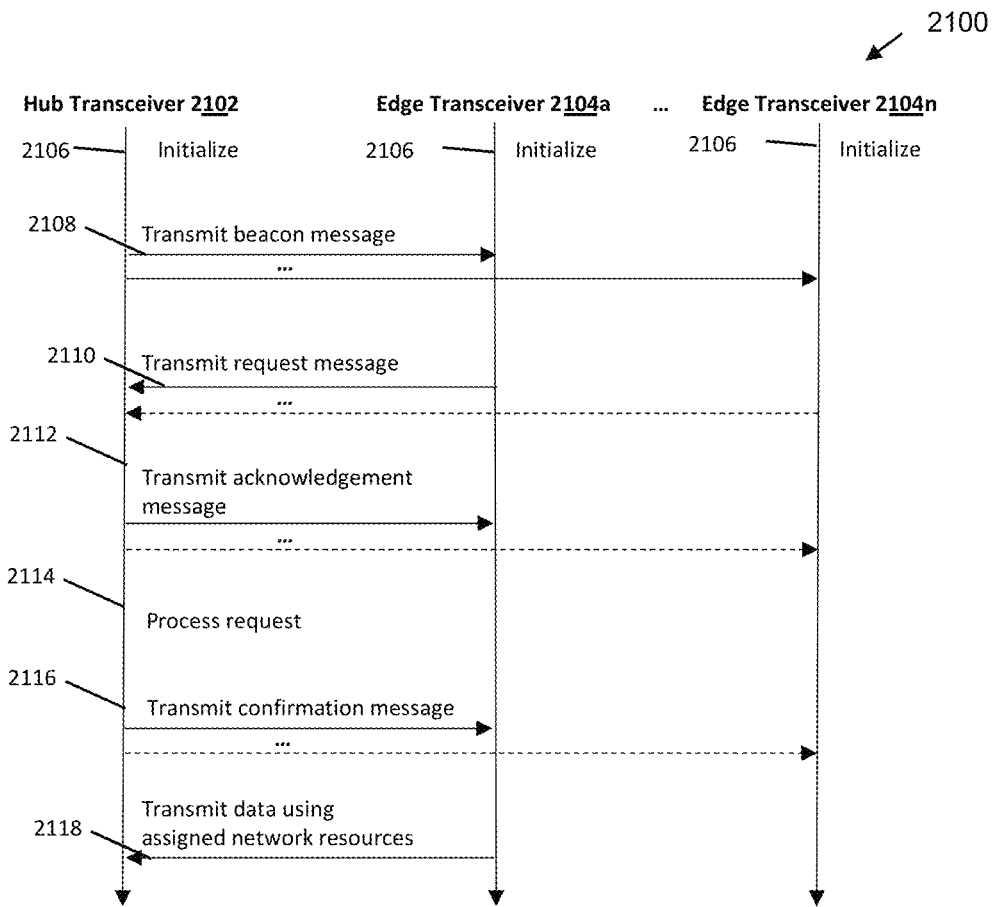 2100
Hub Transceiver 2102 Edge Transceiver 2104a ... Edge Transceiver 2104n
2106 Initialize 2106 Initialize 2106 Initialize
2108
Transmit beacon message
...
2110
Transmit request message
...
2112
Transmit acknowledgement
message
...
2114
Process request
2116
Transmit confirmation message
...
Transmit data using
2118 assigned network resources